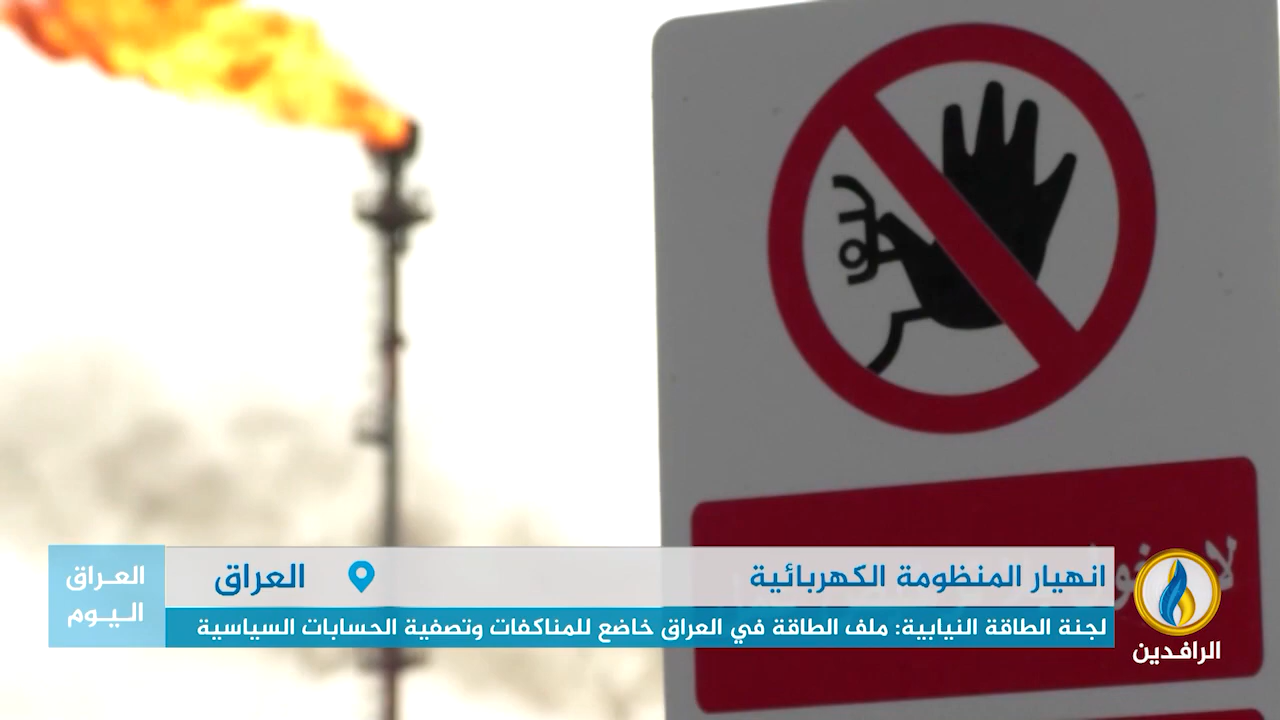 انهيار المنظومة الكهربائية
العراق
لجنة الطاقة النيابية: ملف الطاقة في العراق خاضع للمناكفات وتصفية الحسابات السياسية
العراق
اليوم
الرافدين